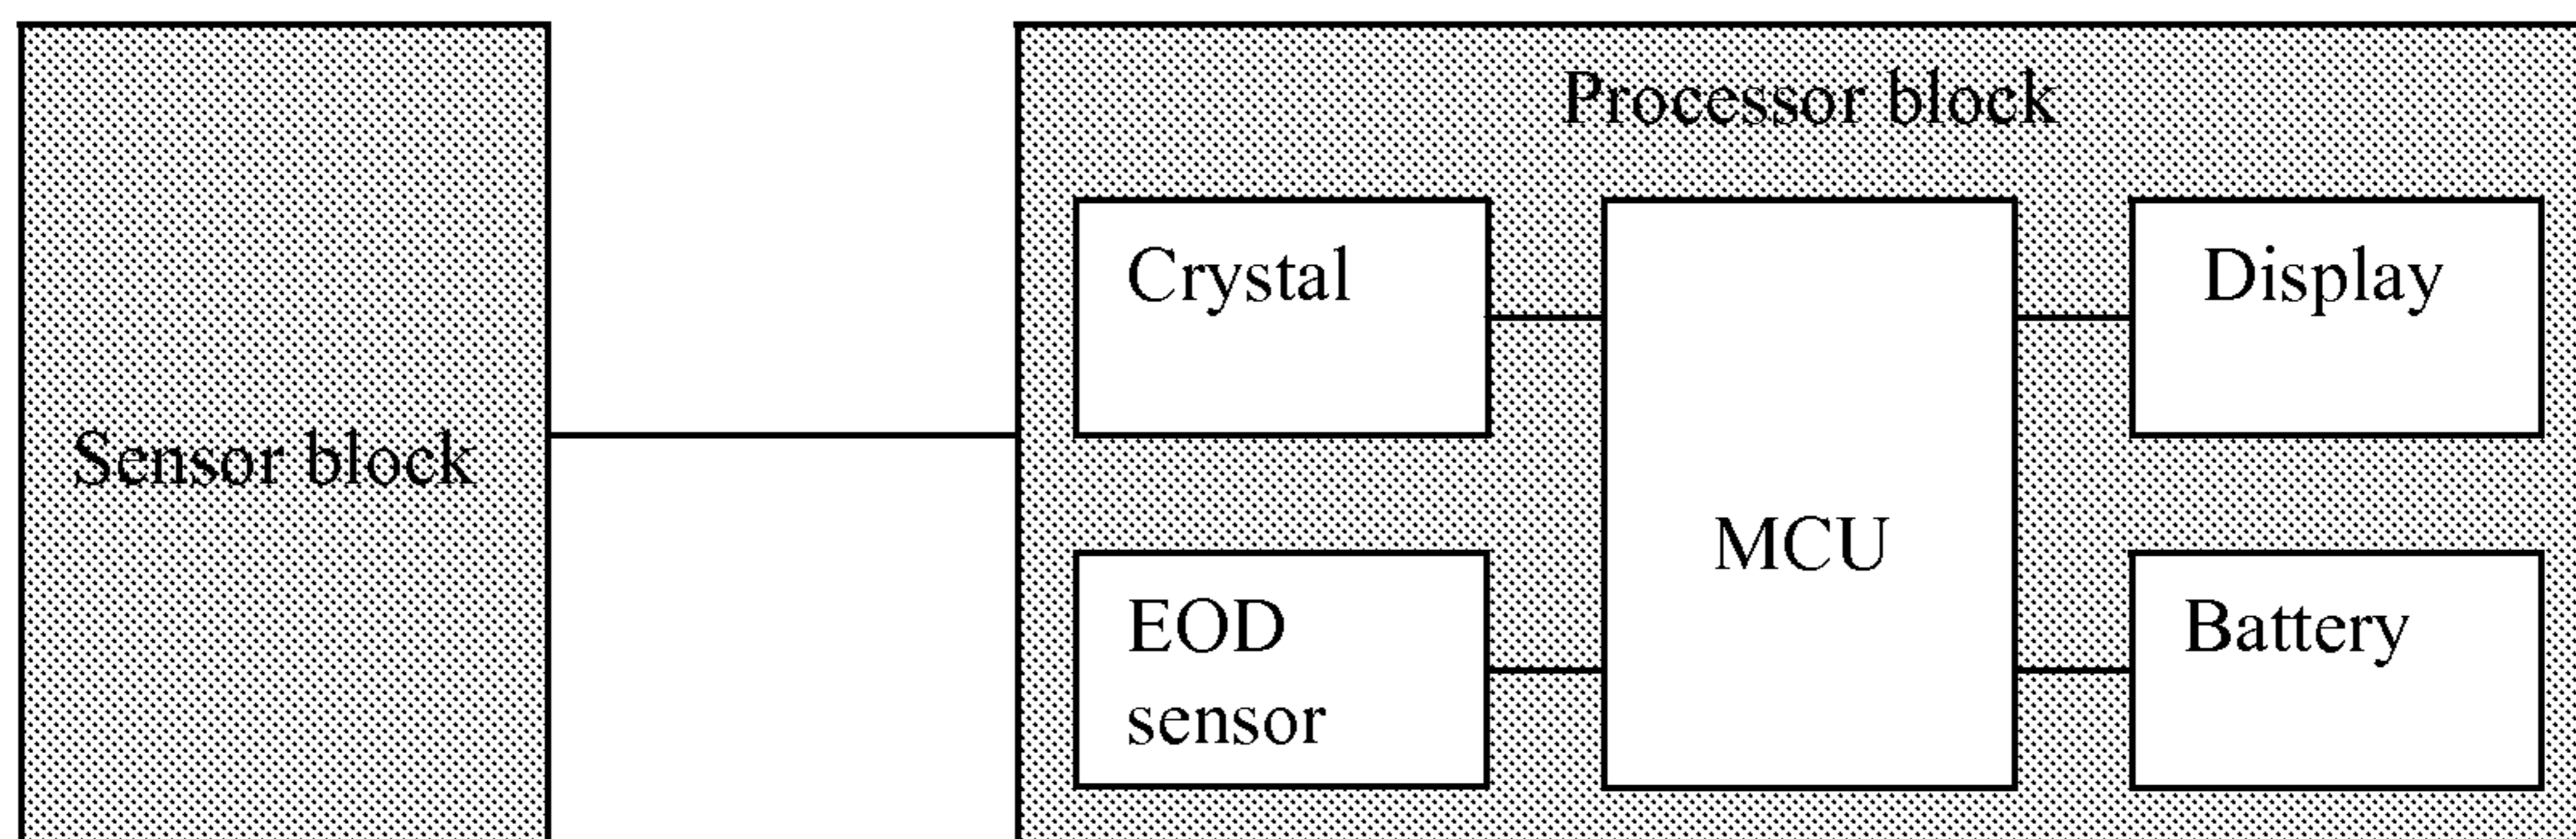 Processor block
Crystal
Display
Sensor block
MCU
EOD
sensor
Battery